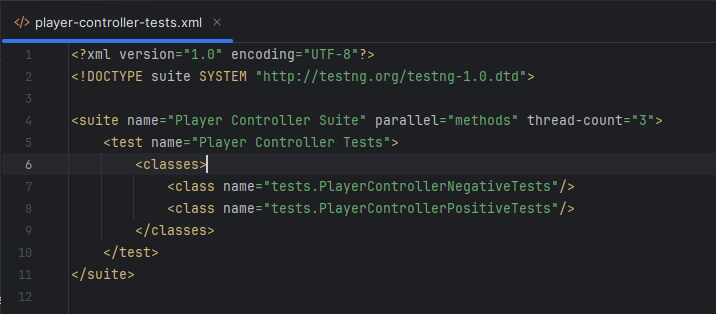 </> player-controller-tests.xml ×
1 <?xml version="1.0" encoding="UTF-8"?>
2 <!DOCTYPE suite SYSTEM "http://testng.org/testng-1.0.dtd">
3
4 <suite name="Player Controller Suite" parallel="methods" thread-count="3">
5     <test name="Player Controller Tests">
6         <classes>
7             <class name="tests.PlayerControllerNegativeTests"/>
8             <class name="tests.PlayerControllerPositiveTests"/>
9         </classes>
10     </test>
11 </suite>
12